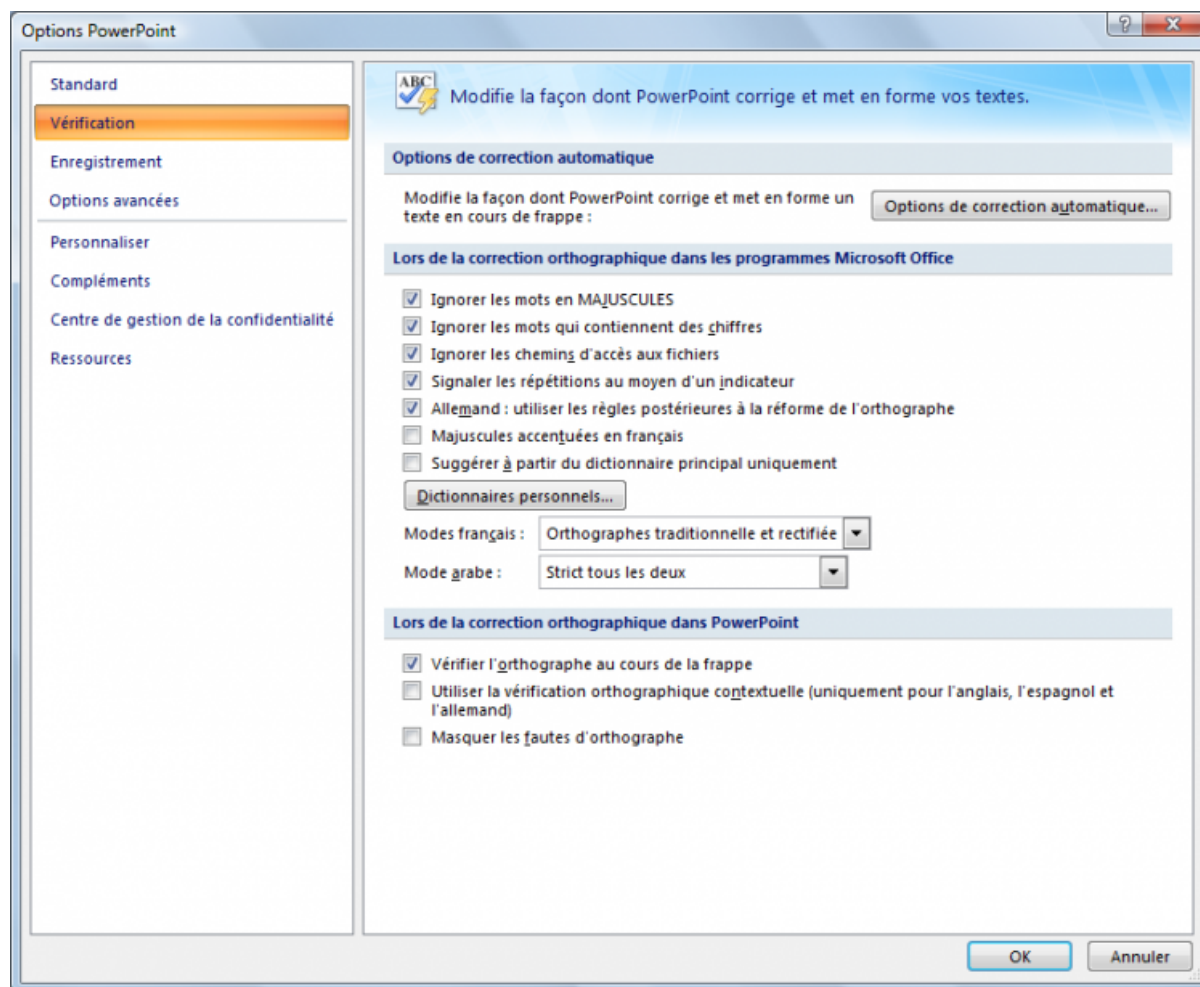 Options PowerPoint
Standard
Vérification
Enregistrement
Options avancées
Personnaliser
Compléments
Centre de gestion de la confidentialité
Ressources
ABC
Modifie la façon dont PowerPoint corrige et met en forme vos textes.
Options de correction automatique
Modifie la façon dont PowerPoint corrige et met en forme un
texte en cours de frappe :
Options de correction automatique...
Lors de la correction orthographique dans les programmes Microsoft Office
Ignorer les mots en MAJUSCULES
Ignorer les mots qui contiennent des chiffres
Ignorer les chemins d'accès aux fichiers
Signaler les répétitions au moyen d'un indicateur
Allemand : utiliser les règles postérieures à la réforme de l'orthographe
Majuscules accentuées en français
Suggérer à partir du dictionnaire principal uniquement
Dictionnaires personnels...
Modes français : Orthographes traditionnelle et rectifiée
Mode arabe : Strict tous les deux
Lors de la correction orthographique dans PowerPoint
Vérifier l'orthographe au cours de la frappe
Utiliser la vérification orthographique contextuelle (uniquement pour l'anglais, l'espagnol et
l'allemand)
Masquer les fautes d'orthographe
OK Annuler